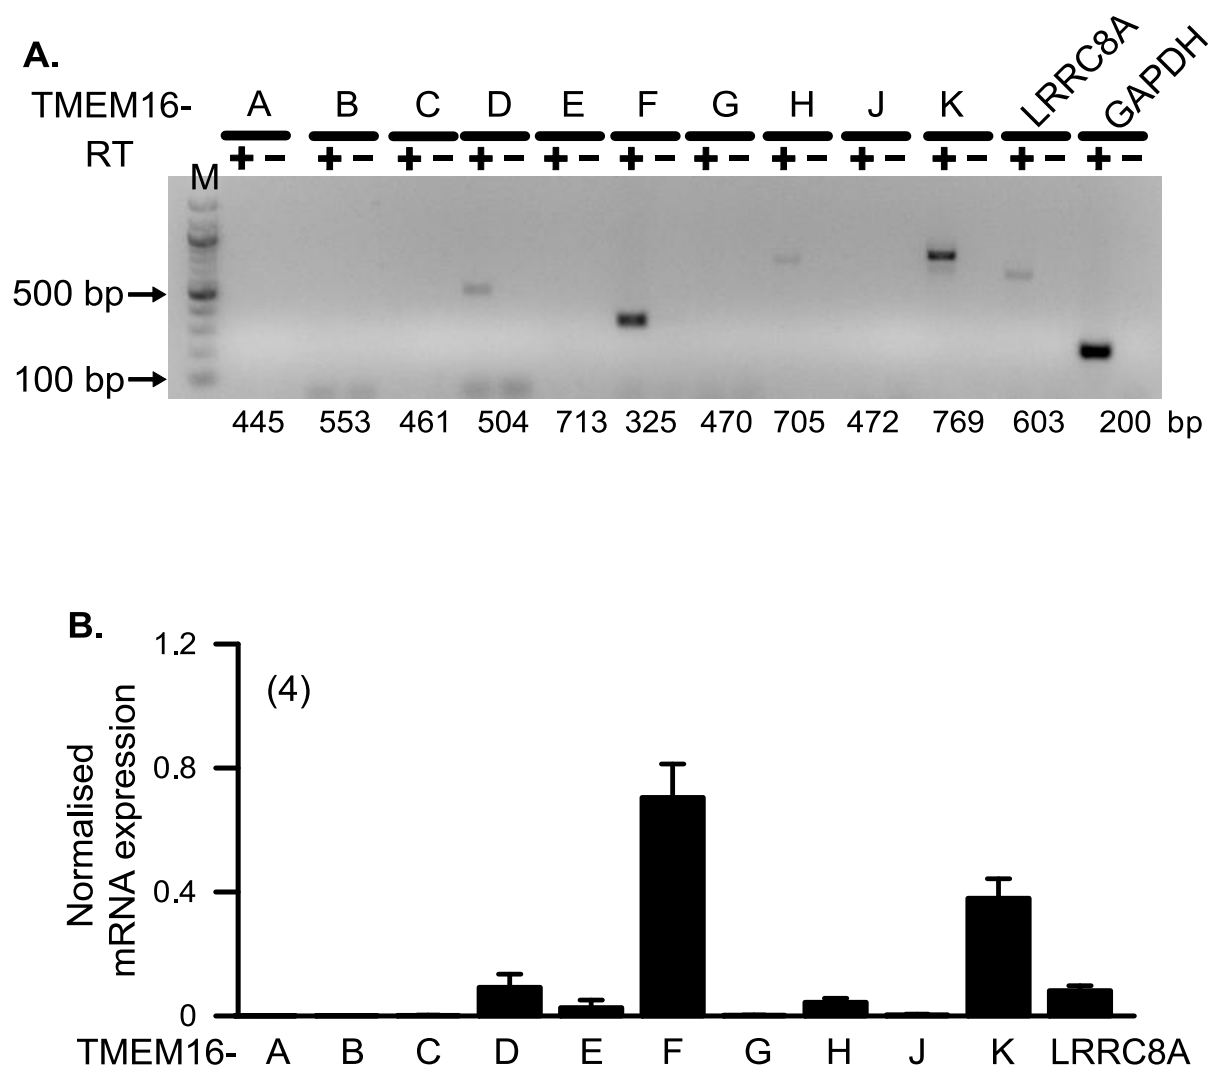 A.
TMEM16- A B C D E F G H J K LRRC8A GAPDH
RT + − + − + − + − + − + − + − + − + − + − + − + −
M
500 bp
100 bp
445 553 461 504 713 325 470 705 472 769 603 200 bp
B.
Normalised
mRNA expression
1.2
(4)
0.8
0.4
0
TMEM16- A B C D E F G H J K LRRC8A